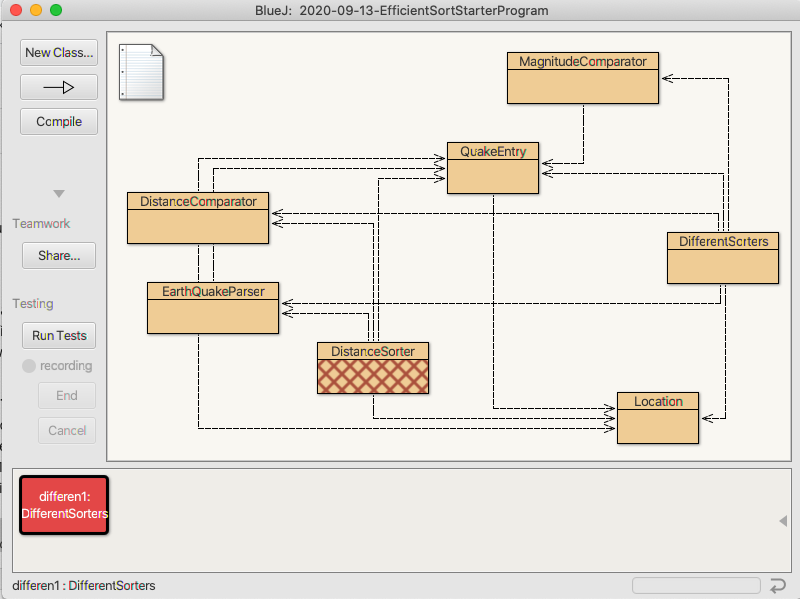 BlueJ: 2020-09-13-EfficientSortStarterProgram
New Class...
Compile
Teamwork
Share...
Testing
Run Tests
recording
End
Cancel
MagnitudeComparator
QuakeEntry
DistanceComparator
DifferentSorters
EarthQuakeParser
DistanceSorter
Location
differen1:
DifferentSorters
differen1 : DifferentSorters